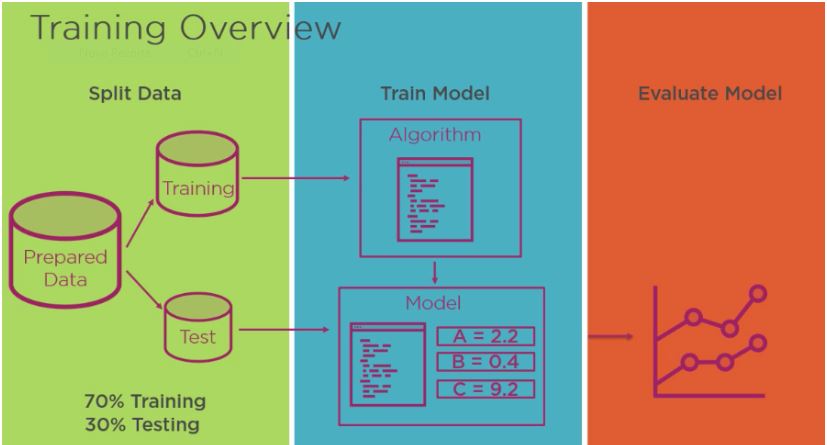 Training Overview
Split Data
Train Model
Evaluate Model
Algorithm
Training
Prepared
Data
Test
Model
A = 2.2
B = 0.4
C = 9.2
70% Training
30% Testing